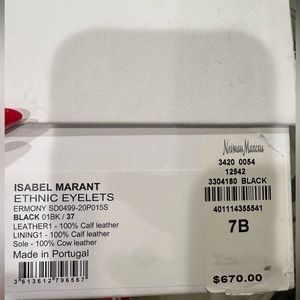 Neiman Marcus
3420 0054
12542
3304180 BLACK
401114355541
7B
$670.00
ISABEL MARANT
ETHNIC EYELETS
ERMONY SD0499-20P015S
BLACK 01BK / 37
LEATHER1 - 100% Calf leather
LINING1 - 100% Calf leather
Sole - 100% Cow leather
Made in Portugal
3613612796567